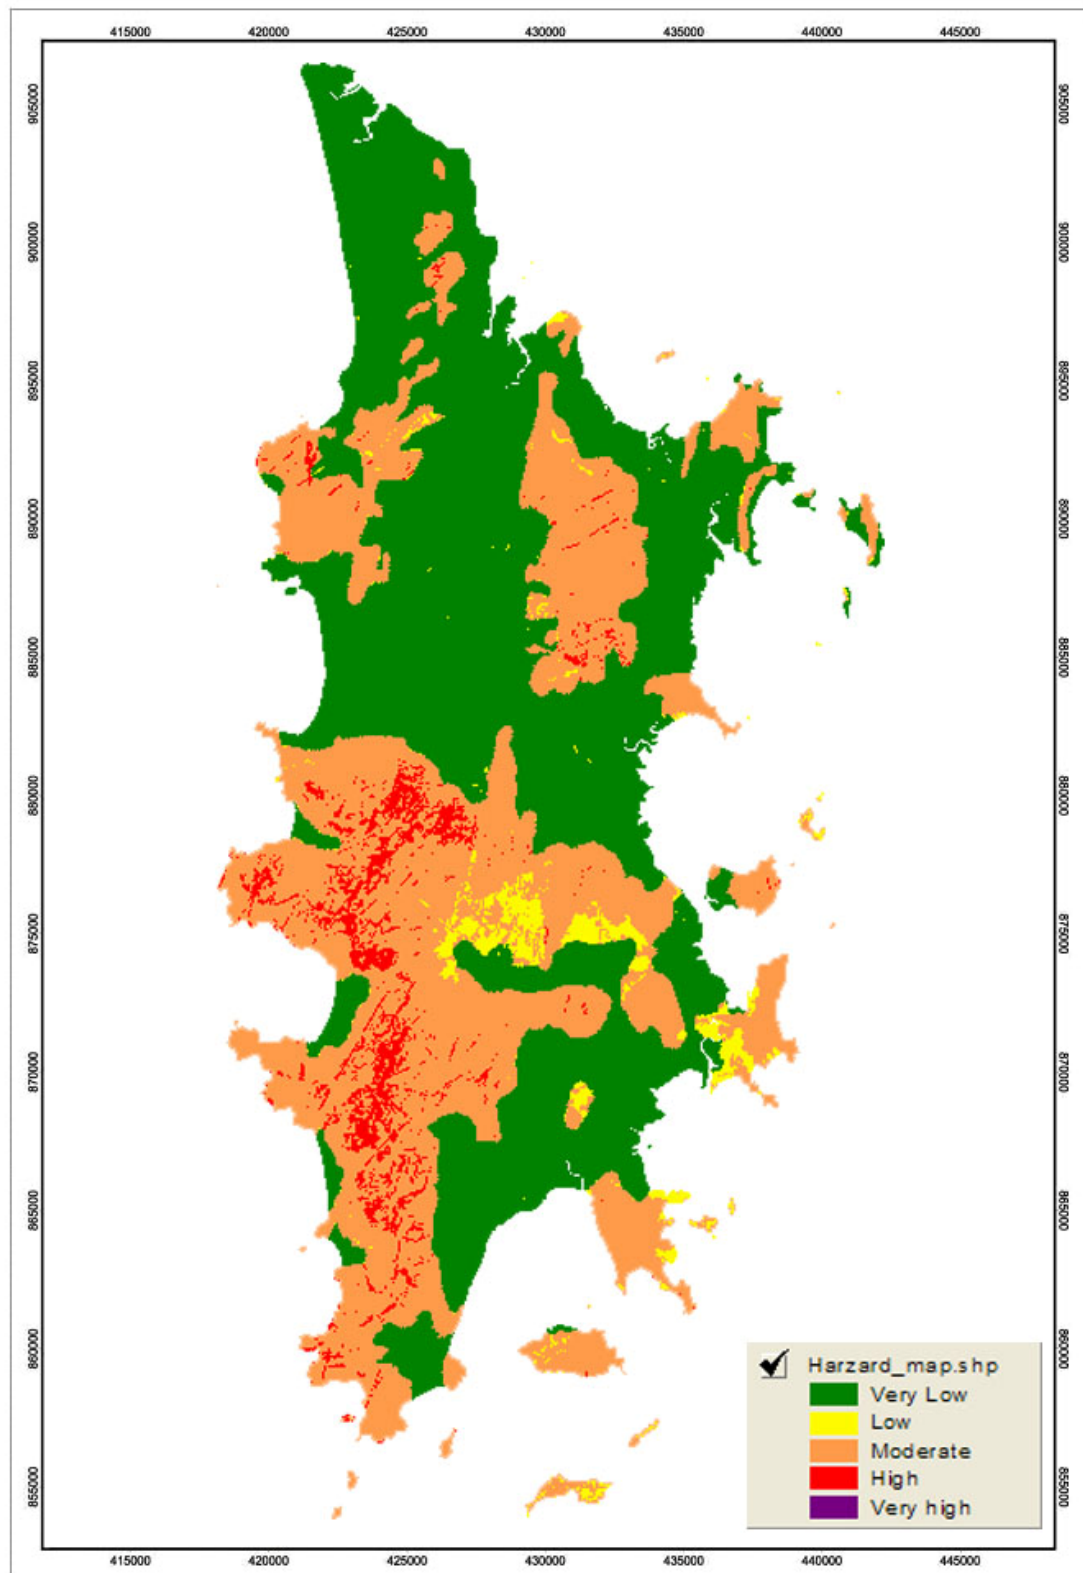 415000 420000 425000 430000 435000 440000 445000
905000 905000
900000 900000
895000 895000
890000 890000
885000 885000
880000 880000
875000 875000
870000 870000
865000 865000
860000 860000
855000 855000
Harzard_map.shp
Very Low
Low
Moderate
High
Very high
415000 420000 425000 430000 435000 440000 445000